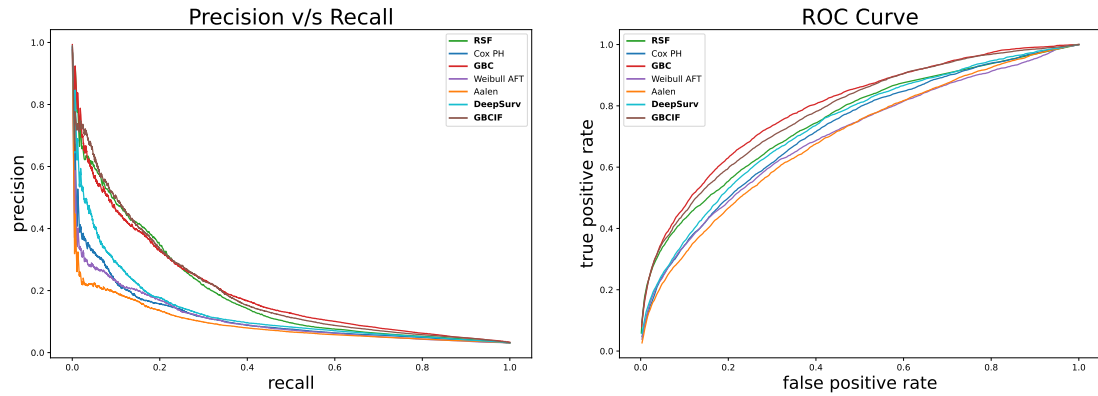 Precision v/s Recall
precision
1.0
0.8
0.6
0.4
0.2
0.0
RSF
Cox PH
GBC
Weibull AFT
Aalen
DeepSurv
GBCIF
0.0
0.2
0.4
0.6
0.8
1.0
recall
ROC Curve
true positive rate
1.0
0.8
0.6
0.4
0.2
0.0
RSF
Cox PH
GBC
Weibull AFT
Aalen
DeepSurv
GBCIF
0.0
0.2
0.4
0.6
0.8
1.0
false positive rate